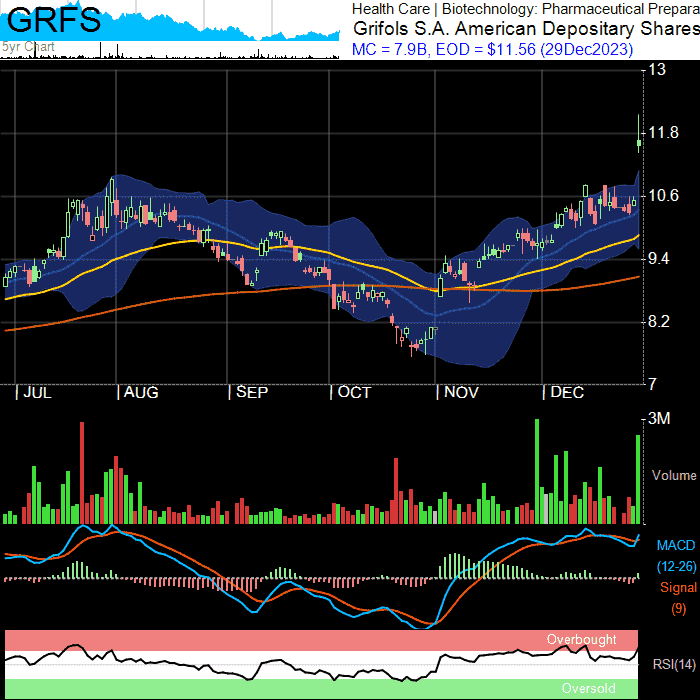 GRFS
5yr Chart
Health Care | Biotechnology: Pharmaceutical Prepara
Grifols S.A. American Depositary Shares
MC = 7.9B, EOD = $11.56 (29Dec2023)
13
11.8
10.6
9.4
8.2
7
| JUL | AUG | SEP | OCT | NOV | DEC
3M
Volume
MACD
(12-26)
Signal
(9)
Overbought
RSI(14)
Oversold